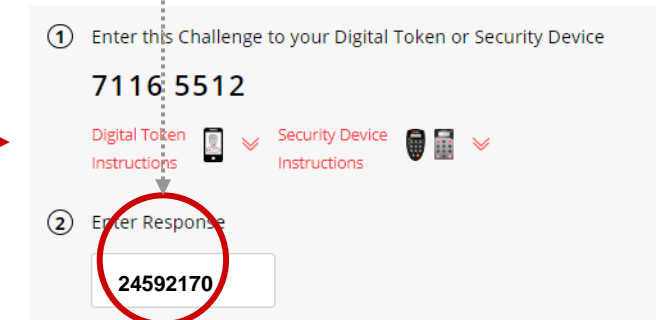 1 Enter this Challenge to your Digital Token or Security Device
7116 5512
Digital Token Instructions
Security Device Instructions
2 Enter Response
24592170